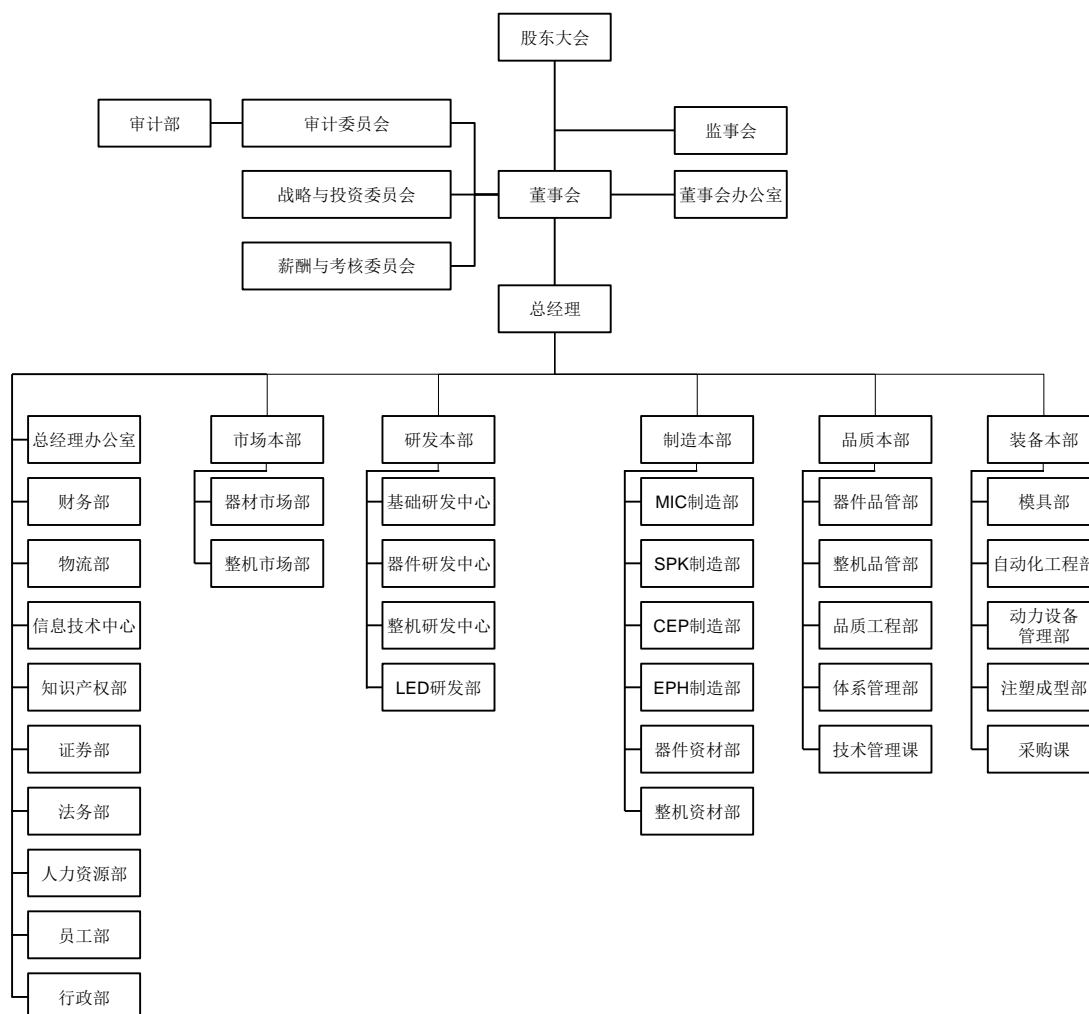 股东大会
审计部
审计委员会
监事会
战略与投资委员会
董事会
董事会办公室
薪酬与考核委员会
总经理
总经理办公室
市场本部
研发本部
制造本部
品质本部
装备本部
财务部
器材市场部
基础研发中心
MIC制造部
器件品管部
模具部
物流部
整机市场部
器件研发中心
SPK制造部
整机品管部
自动化工程部
信息技术中心
整机研发中心
CEP制造部
品质工程部
动力设备
管理部
知识产权部
LED研发部
EPH制造部
体系管理部
注塑成型部
证券部
器件资材部
技术管理课
采购课
法务部
整机资材部
人力资源部
员工部
行政部